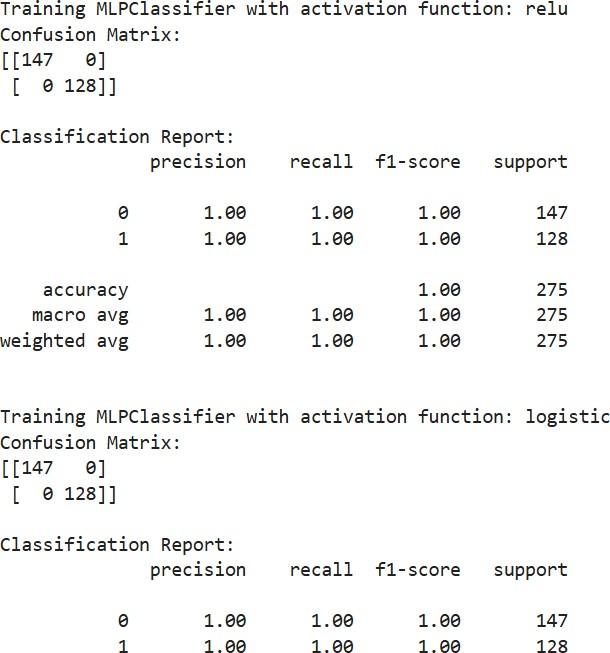 Training MLPClassifier with activation function: relu
Confusion Matrix:
[[147   0]
 [  0 128]]
Classification Report:
              precision    recall  f1-score   support
           0       1.00      1.00      1.00       147
           1       1.00      1.00      1.00       128
    accuracy                           1.00       275
   macro avg       1.00      1.00      1.00       275
weighted avg       1.00      1.00      1.00       275
Training MLPClassifier with activation function: logistic
Confusion Matrix:
[[147   0]
 [  0 128]]
Classification Report:
              precision    recall  f1-score   support
           0       1.00      1.00      1.00       147
           1       1.00      1.00      1.00       128